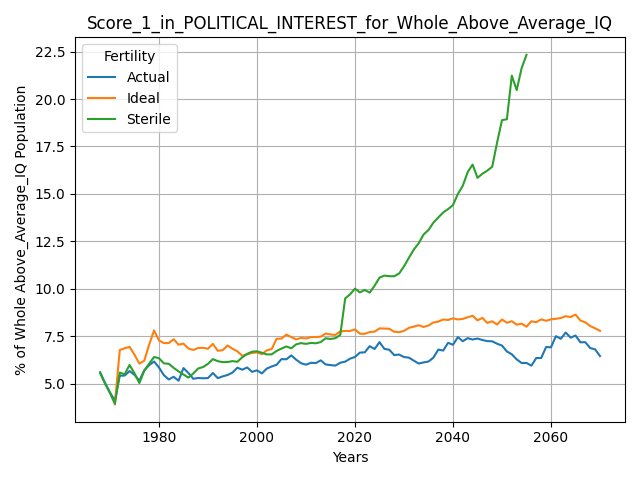 Score_1_in_POLITICAL_INTEREST_for_Whole_Above_Average_IQ
Fertility
Actual
Ideal
Sterile
% of Whole Above_Average_IQ Population
22.5
20.0
17.5
15.0
12.5
10.0
7.5
5.0
1980
2000
2020
2040
2060
Years